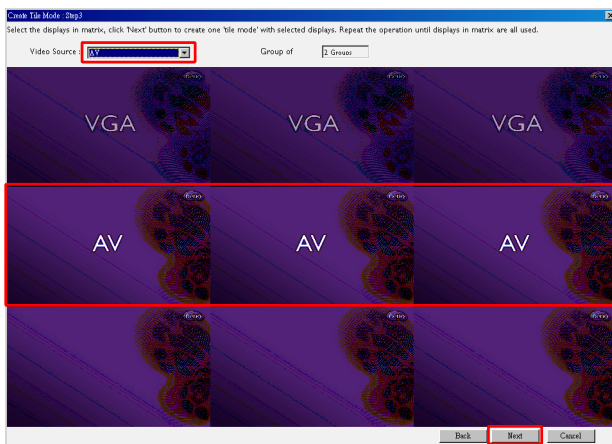 Create Tile Mode : Step3
Select the displays in matrix, click 'Next' button to create one 'tile mode' with selected displays. Repeat the operation until displays in matrix are all used.
Video Source : AV Group of 2 Groups
VGA VGA VGA
AV AV AV
Back Next Cancel